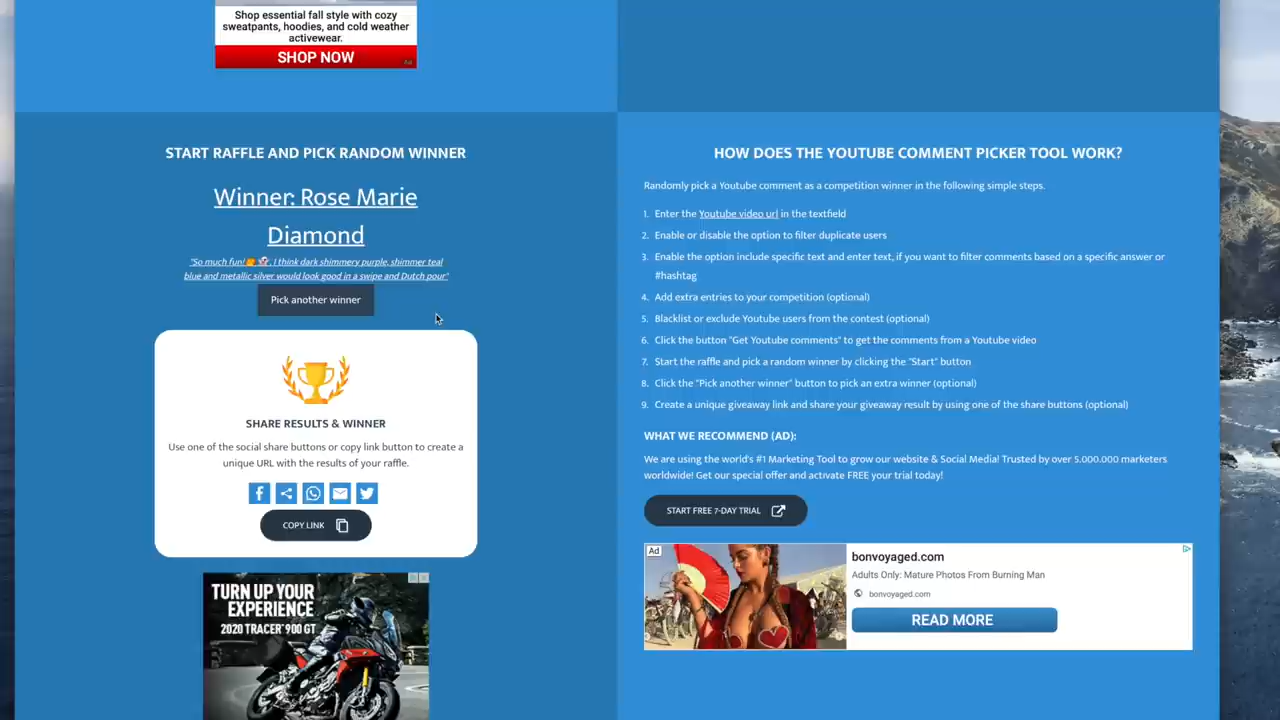 Shop essential fall style with cozy
sweatpants, hoodies, and cold weather
activewear.
SHOP NOW
Ad
START RAFFLE AND PICK RANDOM WINNER
Winner: Rose Marie
Diamond
"So much fun! I think dark shimmery purple, shimmer teal
blue and metallic silver would look good in a swipe and Dutch pour"
Pick another winner
SHARE RESULTS & WINNER
Use one of the social share buttons or copy link button to create a
unique URL with the results of your raffle.
COPY LINK
TURN UP YOUR
EXPERIENCE
2020 TRACER 900 GT
HOW DOES THE YOUTUBE COMMENT PICKER TOOL WORK?
Randomly pick a Youtube comment as a competition winner in the following simple steps.
1. Enter the Youtube video url in the textfield
2. Enable or disable the option to filter duplicate users
3. Enable the option include specific text and enter text, if you want to filter comments based on a specific answer or
#hashtag
4. Add extra entries to your competition (optional)
5. Blacklist or exclude Youtube users from the contest (optional)
6. Click the button "Get Youtube comments" to get the comments from a Youtube video
7. Start the raffle and pick a random winner by clicking the "Start" button
8. Click the "Pick another winner" button to pick an extra winner (optional)
9. Create a unique giveaway link and share your giveaway result by using one of the share buttons (optional)
WHAT WE RECOMMEND (AD):
We are using the world's #1 Marketing Tool to grow our website & Social Media! Trusted by over 5.000.000 marketers
worldwide! Get our special offer and activate FREE your trial today!
START FREE 7-DAY TRIAL
Ad
bonvoyaged.com
Adults Only: Mature Photos From Burning Man
bonvoyaged.com
READ MORE